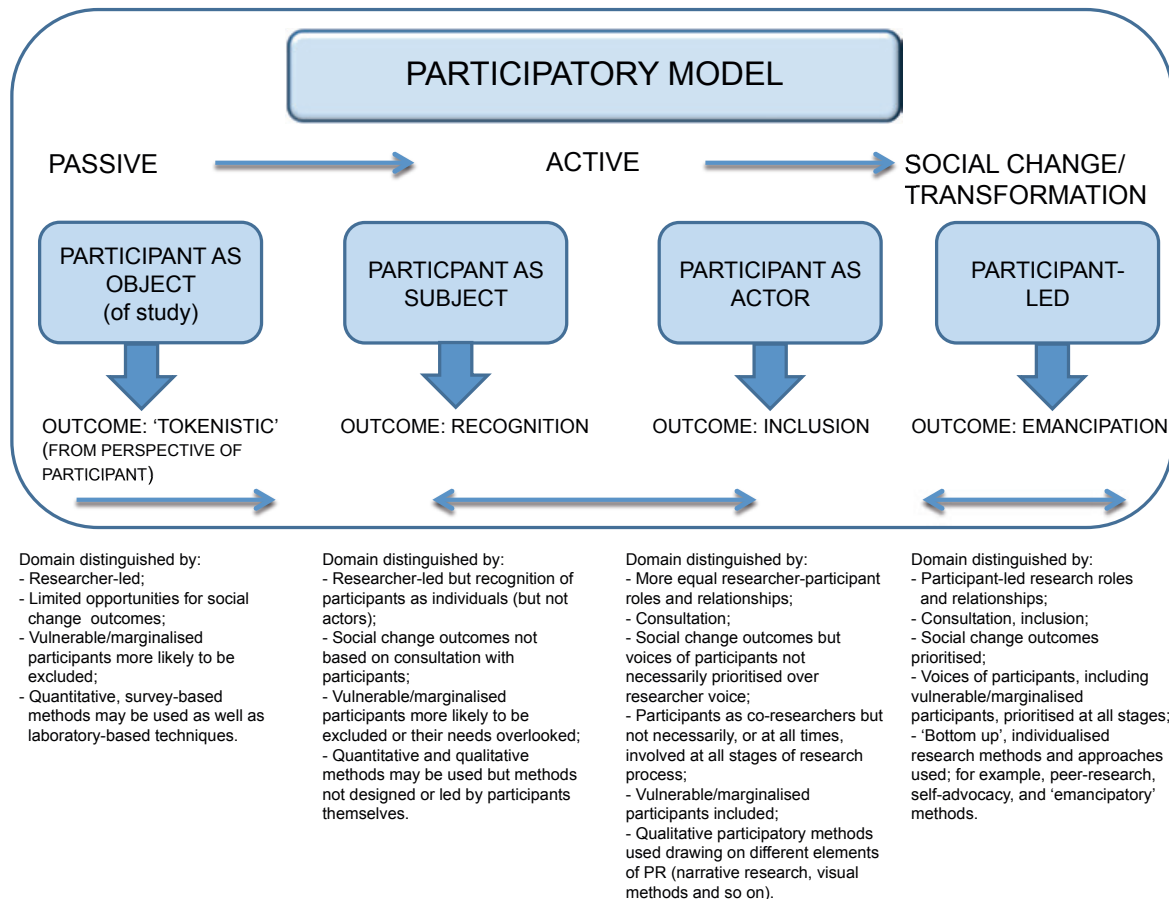 PARTICIPATORY MODEL
PASSIVE
ACTIVE
SOCIAL CHANGE/
TRANSFORMATION
PARTICIPANT AS
OBJECT
(of study)
PARTICPANT AS
SUBJECT
PARTICIPANT AS
ACTOR
PARTICIPANT-
LED
OUTCOME: ‘TOKENISTIC’
(FROM PERSPECTIVE OF
PARTICIPANT)
OUTCOME: RECOGNITION
OUTCOME: INCLUSION
OUTCOME: EMANCIPATION
Domain distinguished by:
- Researcher-led;
- Limited opportunities for social
change outcomes;
- Vulnerable/marginalised
participants more likely to be
excluded;
- Quantitative, survey-based
methods may be used as well as
laboratory-based techniques.
Domain distinguished by:
- Researcher-led but recognition of
participants as individuals (but not
actors);
- Social change outcomes not
based on consultation with
participants;
- Vulnerable/marginalised
participants more likely to be
excluded or their needs overlooked;
- Quantitative and qualitative
methods may be used but methods
not designed or led by participants
themselves.
Domain distinguished by:
- More equal researcher-participant
roles and relationships;
- Consultation;
- Social change outcomes but
voices of participants not
necessarily prioritised over
researcher voice;
- Participants as co-researchers but
not necessarily, or at all times,
involved at all stages of research
process;
- Vulnerable/marginalised
participants included;
- Qualitative participatory methods
used drawing on different elements
of PR (narrative research, visual
methods and so on).
Domain distinguished by:
- Participant-led research roles
and relationships;
- Consultation, inclusion;
- Social change outcomes
prioritised;
- Voices of participants, including
vulnerable/marginalised
participants, prioritised at all stages;
- ‘Bottom up’, individualised
research methods and approaches
used; for example, peer-research,
self-advocacy, and ‘emancipatory’
methods.